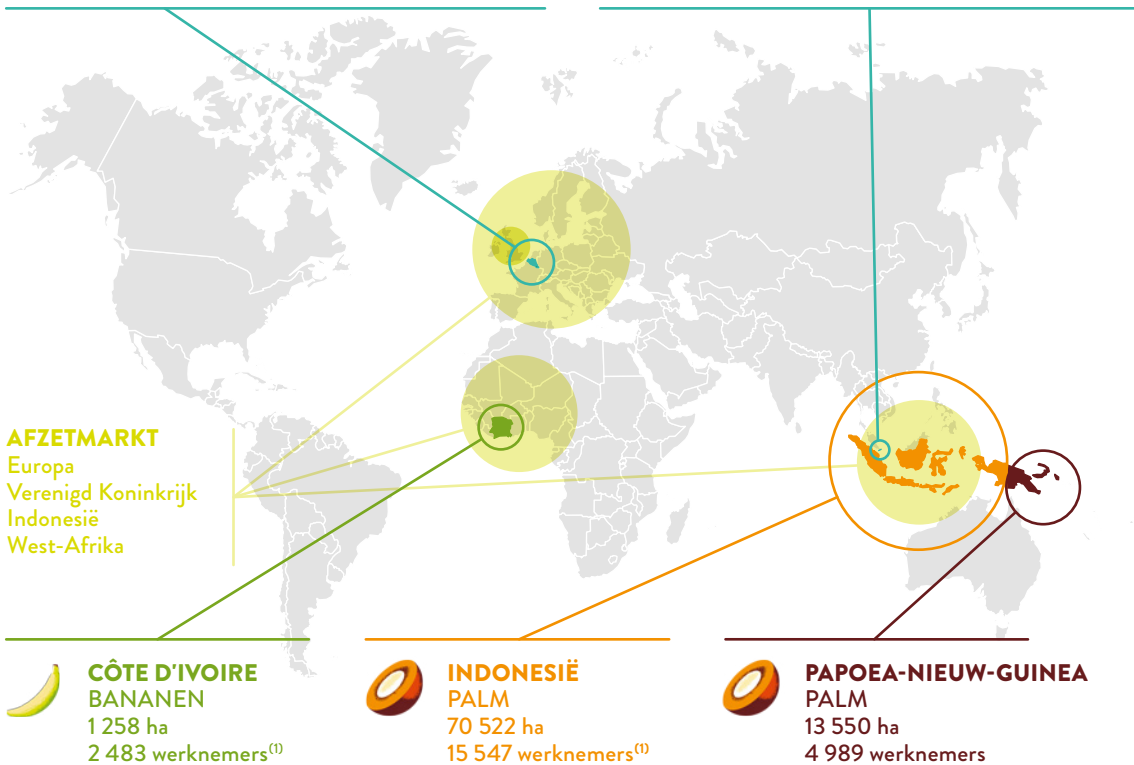 AFZETMARKT
Europa
Verenigd Koninkrijk
Indonesië
West-Afrika
CÔTE D'IVOIRE
BANANEN
1 258 ha
2 483 werknemers(1)
INDONESIË
PALM
70 522 ha
15 547 werknemers(1)
PAPOEA-NIEUW-GUINEA
PALM
13 550 ha
4 989 werknemers